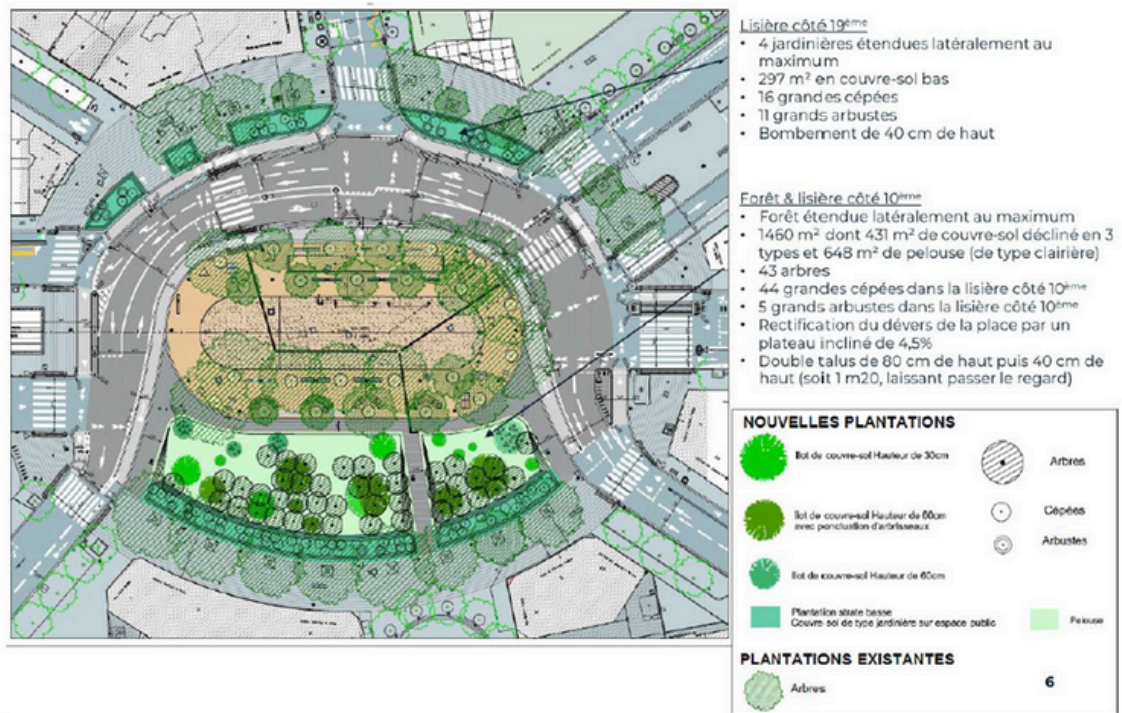 Lisière côté 19ème
• 4 jardinières étendues latéralement au
maximum
• 297 m² en couvre-sol bas
• 16 grandes cépées
• 11 grands arbustes
• Bombement de 40 cm de haut
Forêt & lisière côté 10ème
• Forêt étendue latéralement au maximum
• 1460 m² dont 431 m² de couvre-sol décliné en 3
types et 648 m² de pelouse (de type clairière)
• 43 arbres
• 44 grandes cépées dans la lisière côté 10ème
• 5 grands arbustes dans la lisière côté 10ème
• Rectification du dévers de la place par un
plateau incliné de 4,5%
• Double talus de 80 cm de haut puis 40 cm de
haut (soit 1 m20, laissant passer le regard)
NOUVELLES PLANTATIONS
Ilot de couvre-sol Hauteur de 30cm
Arbres
Ilot de couvre-sol Hauteur de 60cm
avec ponctuation d'arbrisseaux
Cépées
Arbustes
Ilot de couvre-sol Hauteur de 60cm
Plantation strate basse
Couvre-sol de type jardinière sur espace public
Pelouse
PLANTATIONS EXISTANTES
Arbres
6